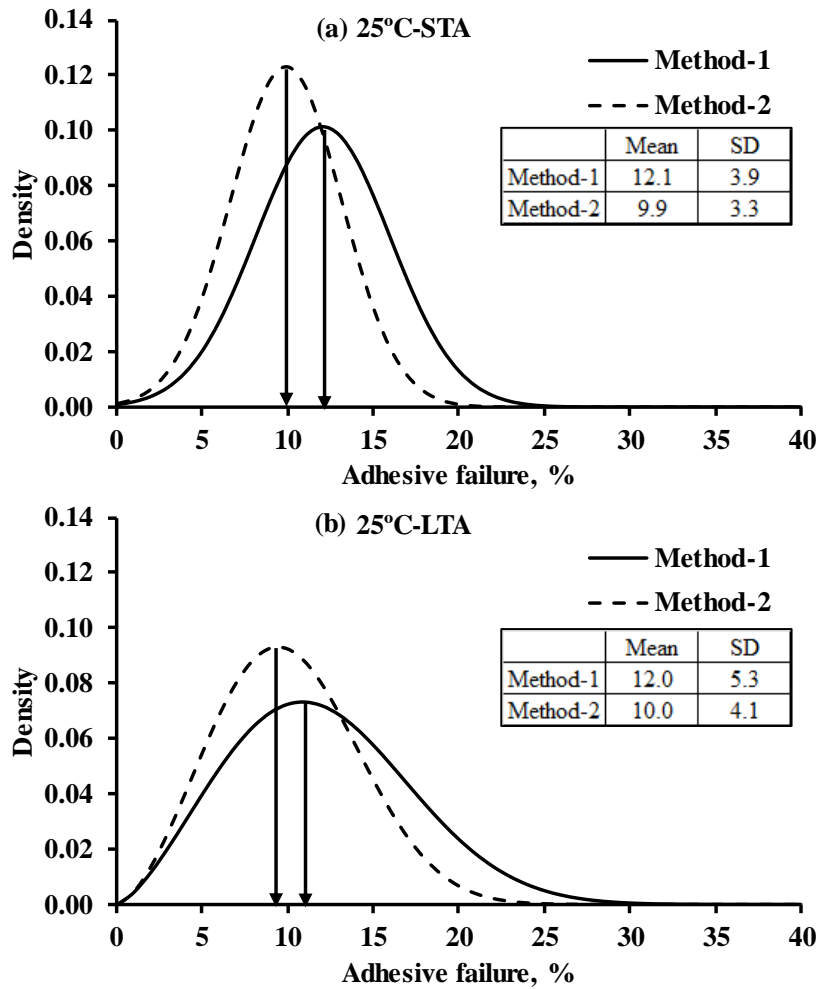 (a) 25ºC-STA
Density
0.14
0.12
0.10
0.08
0.06
0.04
0.02
0.00
Method-1
Method-2
Mean SD
Method-1 12.1 3.9
Method-2 9.9 3.3
0 5 10 15 20 25 30 35 40
Adhesive failure, %
(b) 25ºC-LTA
Density
0.14
0.12
0.10
0.08
0.06
0.04
0.02
0.00
Method-1
Method-2
Mean SD
Method-1 12.0 5.3
Method-2 10.0 4.1
0 5 10 15 20 25 30 35 40
Adhesive failure, %